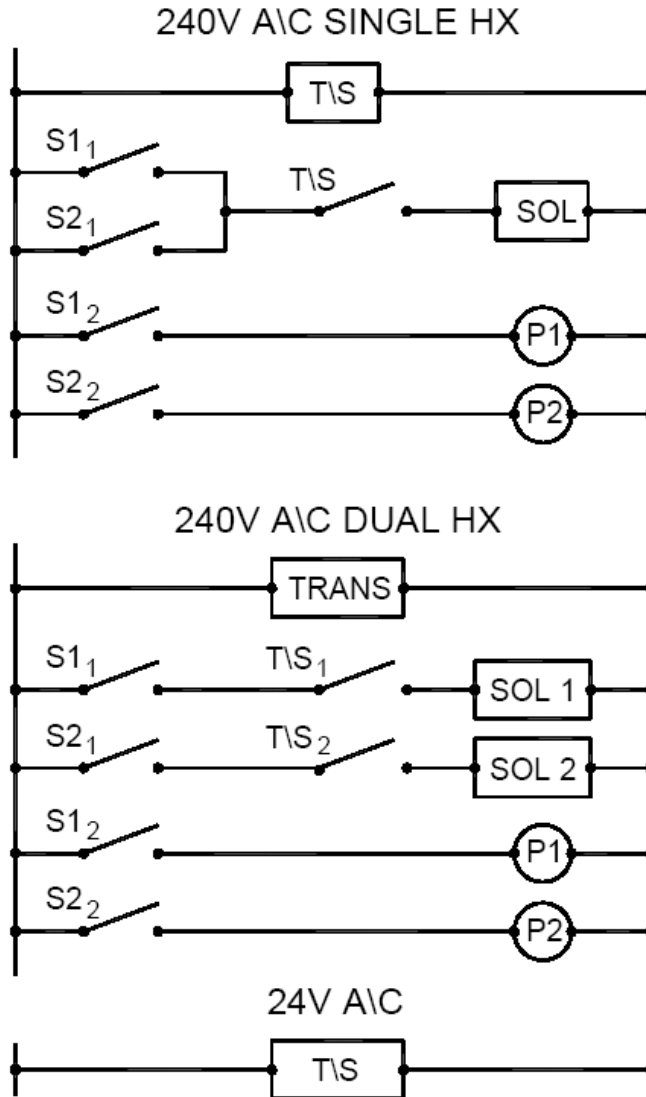 240V A\C SINGLE HX
T\S
S1₁
T\S
SOL
S2₁
S1₂
P1
S2₂
P2
240V A\C DUAL HX
TRANS
S1₁
T\S₁
SOL 1
S2₁
T\S₂
SOL 2
S1₂
P1
S2₂
P2
24V A\C
T\S